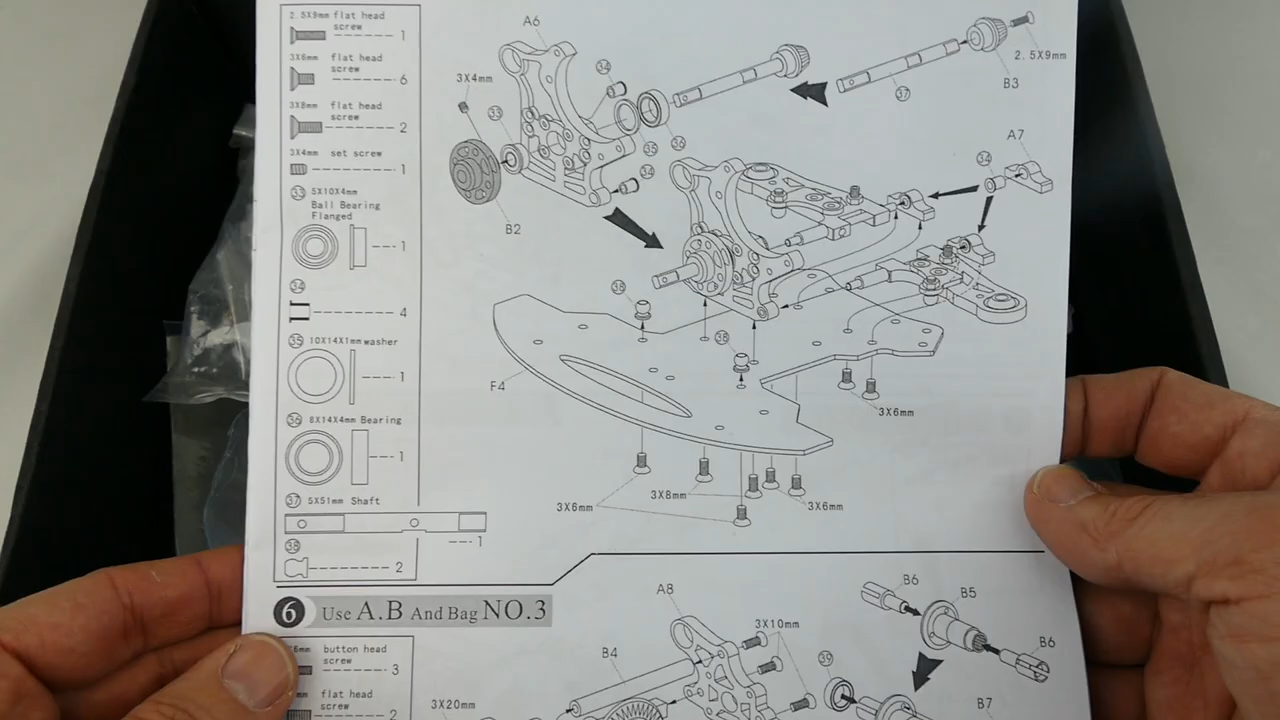 2.5X9mm flat head
screw
1
3X6mm flat head
screw
6
3X8mm flat head
screw
2
3X4mm set screw
1
33 5X10X4mm
Ball Bearing
Flanged
1
34
4
35 10X14X1mm washer
1
36 8X14X4mm Bearing
1
37 5X51mm Shaft
1
38
2
A6
3X4mm
33
34
35
36
34
B2
37
2.5X9mm
B3
A7
34
38
38
F4
3X6mm
3X6mm
3X8mm
3X6mm
6 Use A.B And Bag NO.3
6mm button head
screw
3
mm flat head
screw
2
A8
3X10mm
B4
39
3X20mm
B6
B5
B6
B7